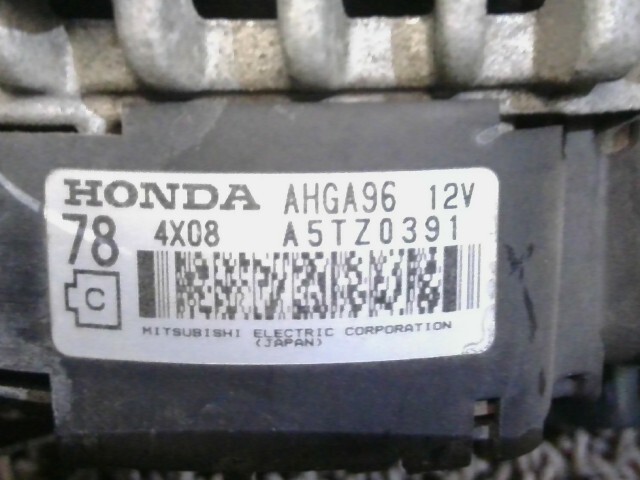 HONDA AHGA96 12V
78 4X08 A5TZ0391
C
MITSUBISHI ELECTRIC CORPORATION
(JAPAN)